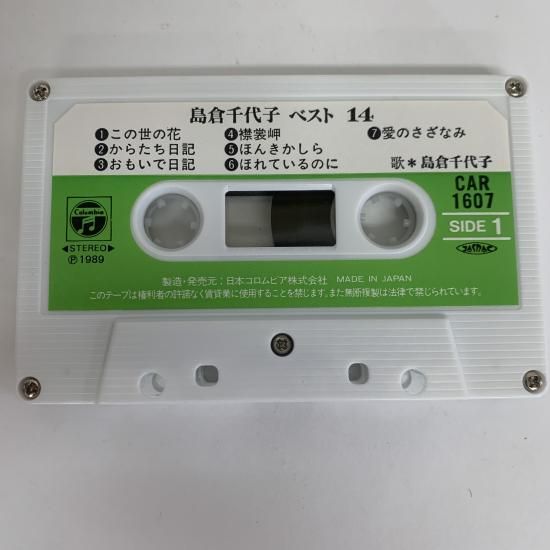 島倉千代子 ベスト 14
❶この世の花 ❹襟裳岬 ❼愛のさざなみ
❷からたち日記 ❺ほんきかしら
❸おもいで日記 ❻ほれているのに 歌＊島倉千代子
CAR
1607
Columbia
SIDE 1
◀STEREO▶
Ⓟ1989
製造・発売元：日本コロムビア株式会社 MADE IN JAPAN
このテープは権利者の許諾なく賃貸業に使用することを禁じます。また無断複製は法律で禁じられています。